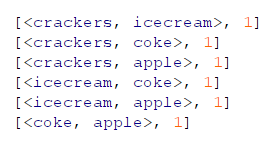 [<crackers, icecream>, 1]
[<crackers, coke>, 1]
[<crackers, apple>, 1]
[<icecream, coke>, 1]
[<icecream, apple>, 1]
[<coke, apple>, 1]